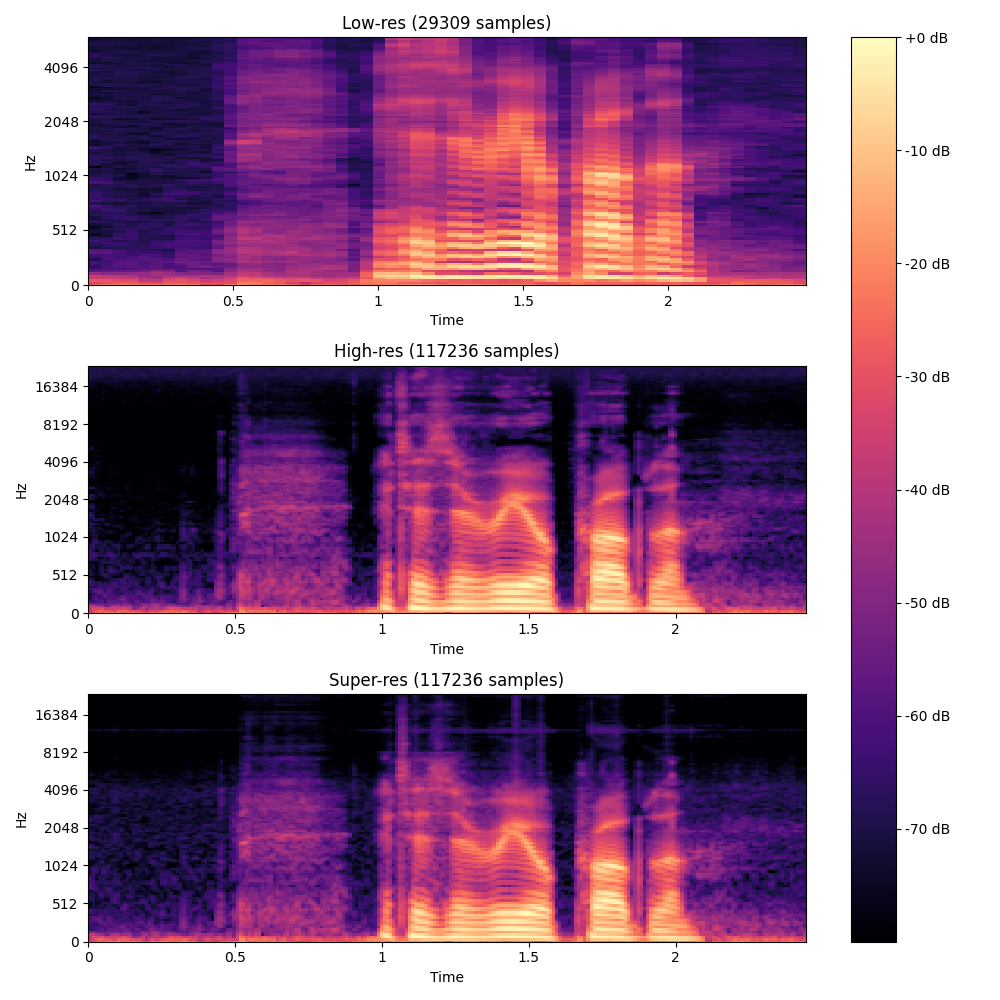 Low-res (29309 samples)
4096
2048
1024
512
0
Hz
0 0.5 1 1.5 2
Time
High-res (117236 samples)
16384
8192
4096
2048
1024
512
0
Hz
0 0.5 1 1.5 2
Time
Super-res (117236 samples)
16384
8192
4096
2048
1024
512
0
Hz
0 0.5 1 1.5 2
Time
+0 dB
-10 dB
-20 dB
-30 dB
-40 dB
-50 dB
-60 dB
-70 dB